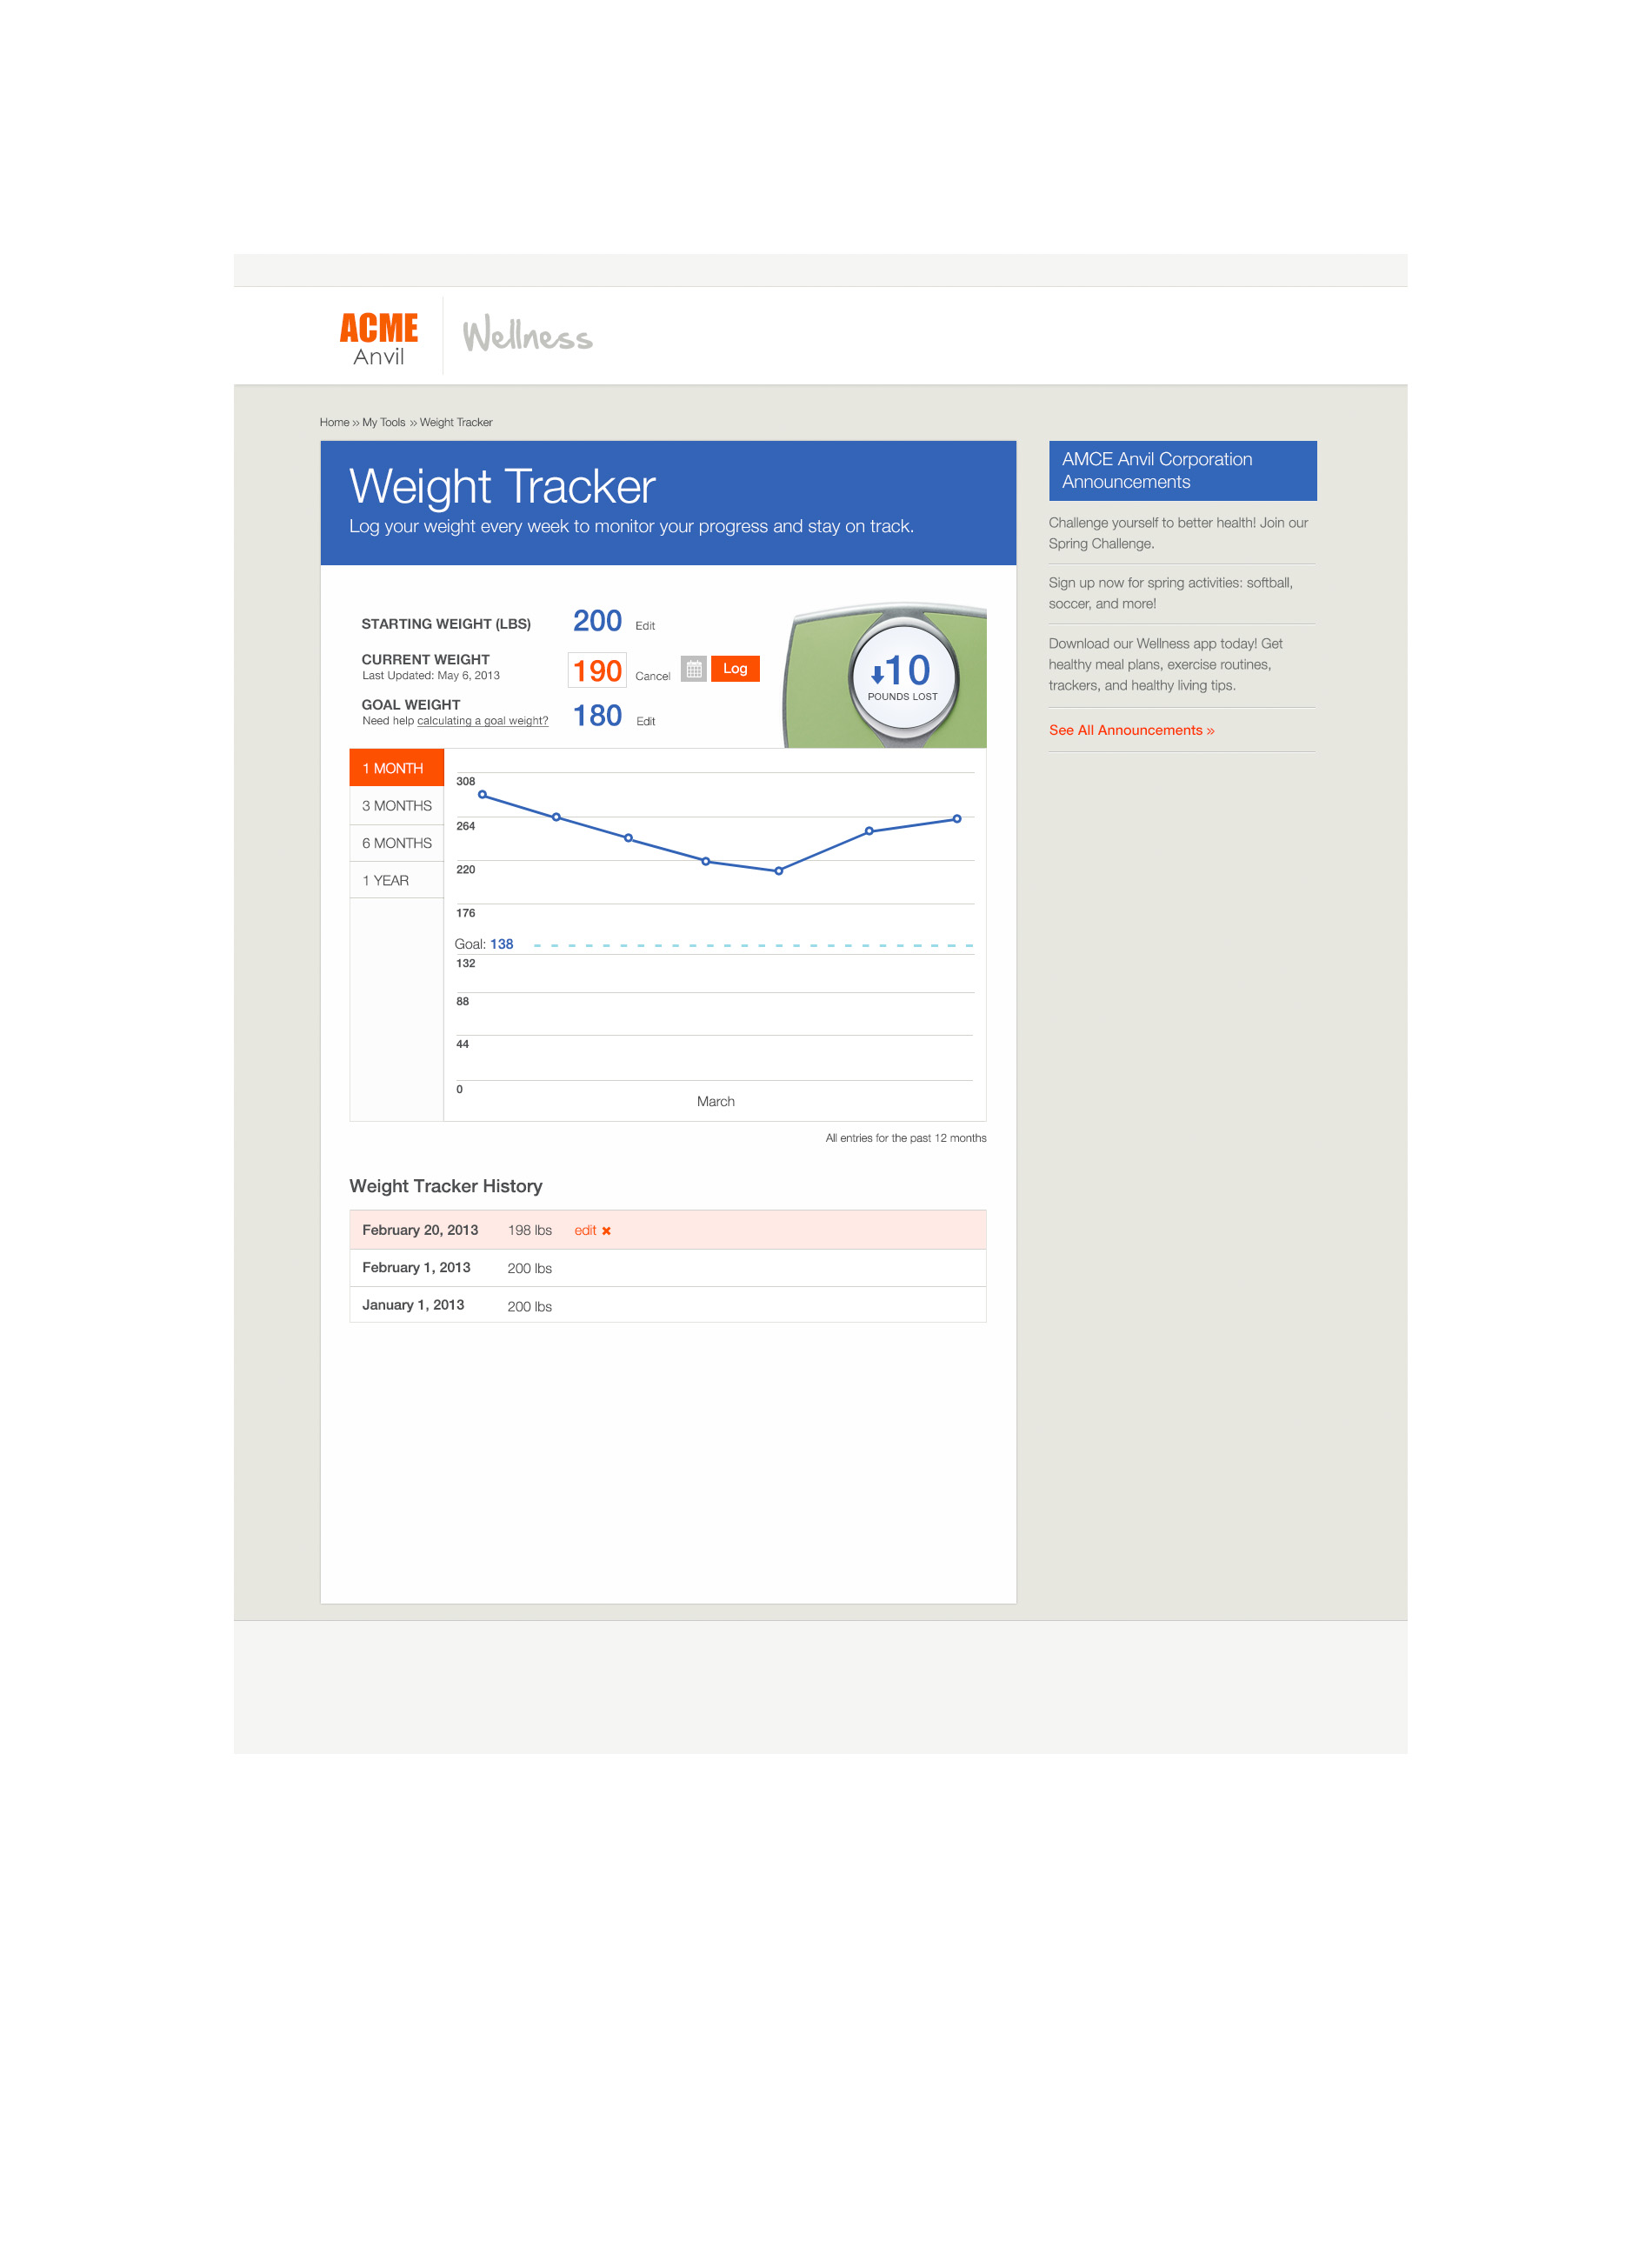 ACME
Anvil
Wellness
Home » My Tools » Weight Tracker
Weight Tracker
Log your weight every week to monitor your progress and stay on track.
STARTING WEIGHT (LBS)
200 Edit
CURRENT WEIGHT
Last Updated: May 6, 2013
190 Cancel Log
GOAL WEIGHT
Need help calculating a goal weight?
180 Edit
10
POUNDS LOST
1 MONTH
3 MONTHS
6 MONTHS
1 YEAR
308
264
220
176
Goal: 138
132
88
44
0
March
All entries for the past 12 months
Weight Tracker History
February 20, 2013 198 lbs edit ✖
February 1, 2013 200 lbs
January 1, 2013 200 lbs
AMCE Anvil Corporation
Announcements
Challenge yourself to better health! Join our
Spring Challenge.
Sign up now for spring activities: softball,
soccer, and more!
Download our Wellness app today! Get
healthy meal plans, exercise routines,
trackers, and healthy living tips.
See All Announcements »